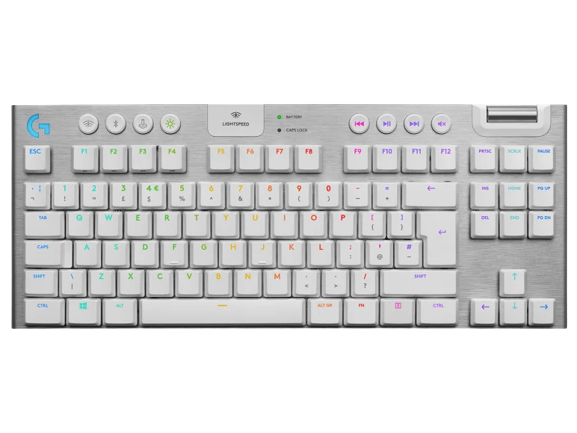 G
LIGHTSPEED
BATTERY
CAPS LOCK
ESC F1 F2 F3 F4 F5 F6 F7 F8 F9 F10 F11 F12 PRTSC SCRLK PAUSE
1 2 3 4 € 5 6 7 8 9 0 - = ← INS HOME PG UP
! " £ $ % ^ & * ( ) _ +
TAB Q W E R T Y U I O P [ ] DEL END PG DN
{ }
CAPS A S D F G H J K L ; ' # ↵
: @ ~
SHIFT \ Z X C V B N M , . / SHIFT ↑
| < > ?
CTRL ALT ALT GR FN CTRL ← ↓ →